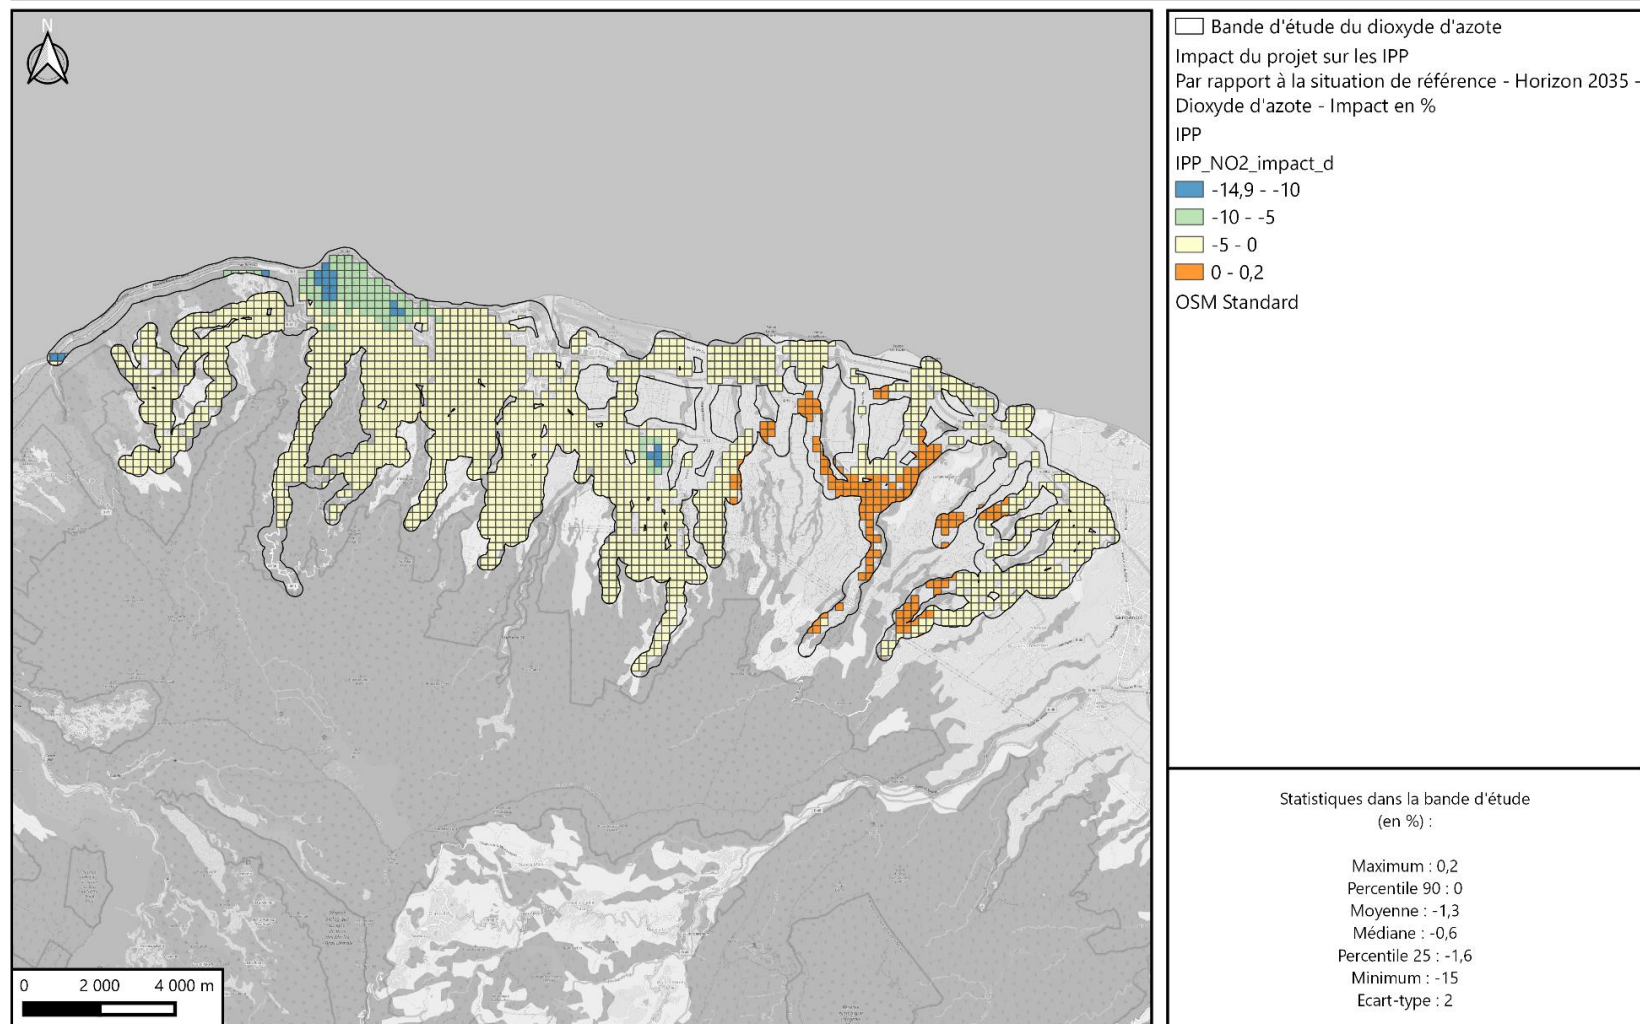 N
Bande d'étude du dioxyde d'azote
Impact du projet sur les IPP
Par rapport à la situation de référence - Horizon 2035 -
Dioxyde d'azote - Impact en %
IPP
IPP_NO2_impact_d
-14,9 - -10
-10 - -5
-5 - 0
0 - 0,2
OSM Standard
Statistiques dans la bande d'étude
(en %) :
Maximum : 0,2
Percentile 90 : 0
Moyenne : -1,3
Médiane : -0,6
Percentile 25 : -1,6
Minimum : -15
Ecart-type : 2
0 2 000 4 000 m